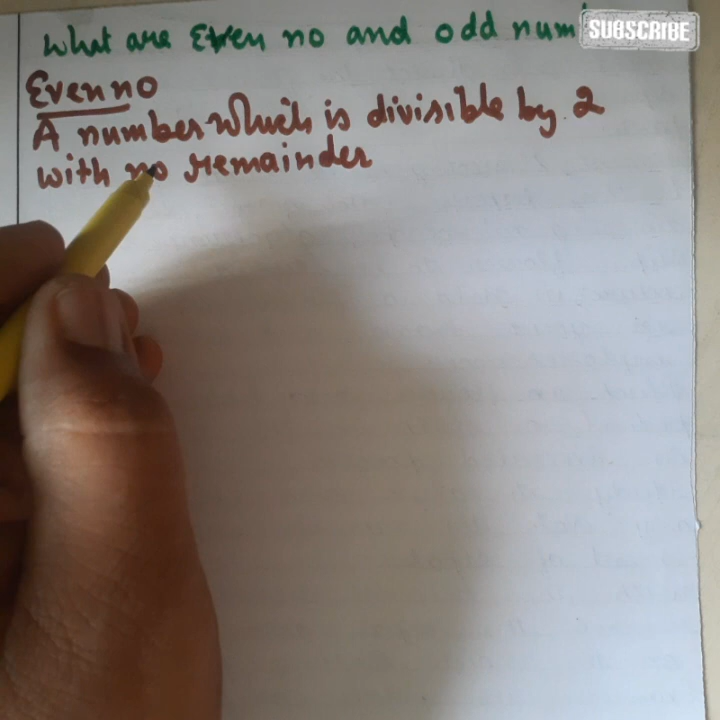 What are Even no and odd num
SUBSCRIBE
Even no
A number which is divisible by 2
with no remainder